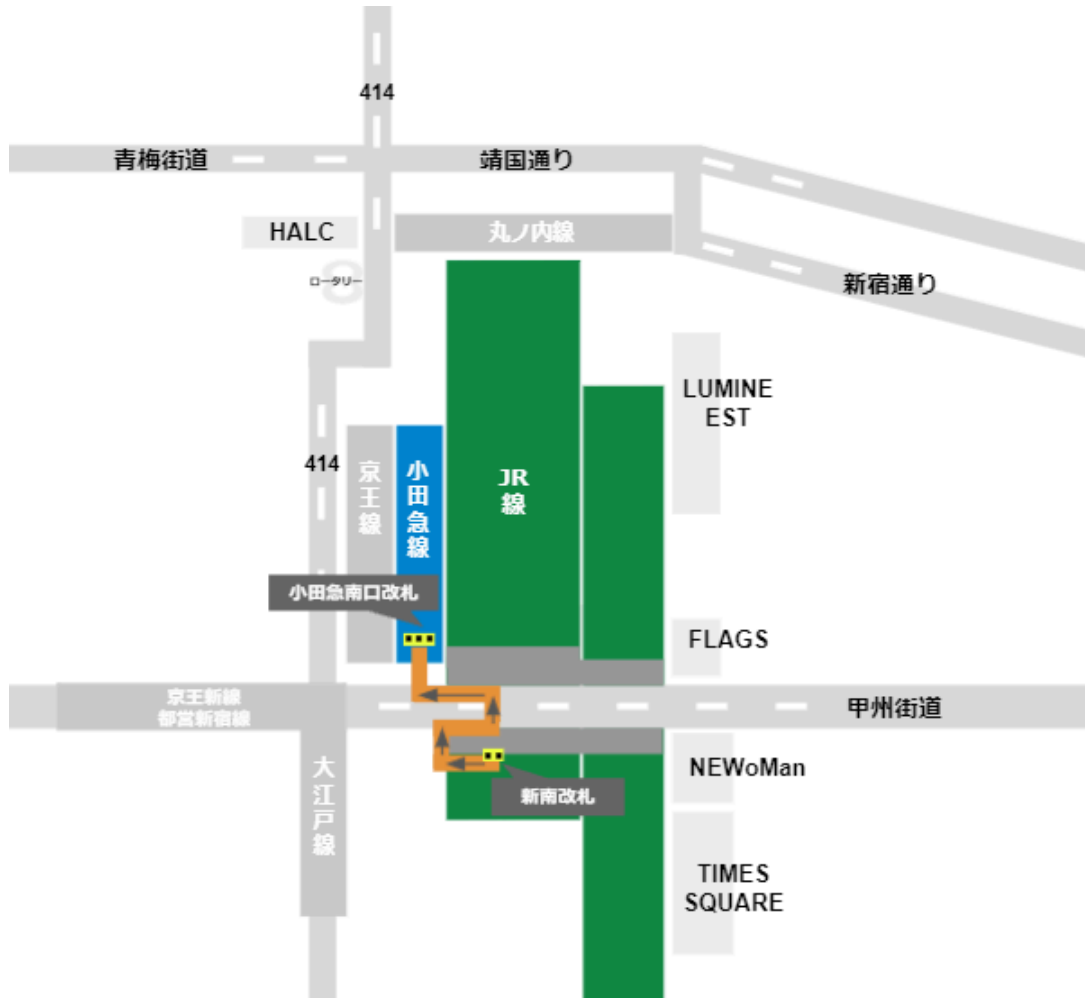 414
青梅街道
靖国通り
HALC
丸ノ内線
ロータリー
新宿通り
LUMINE
EST
414
京王線
小田急線
JR
線
小田急南口改札
FLAGS
京王新線
都営新宿線
甲州街道
大江戸線
NEWoMan
新南改札
TIMES
SQUARE